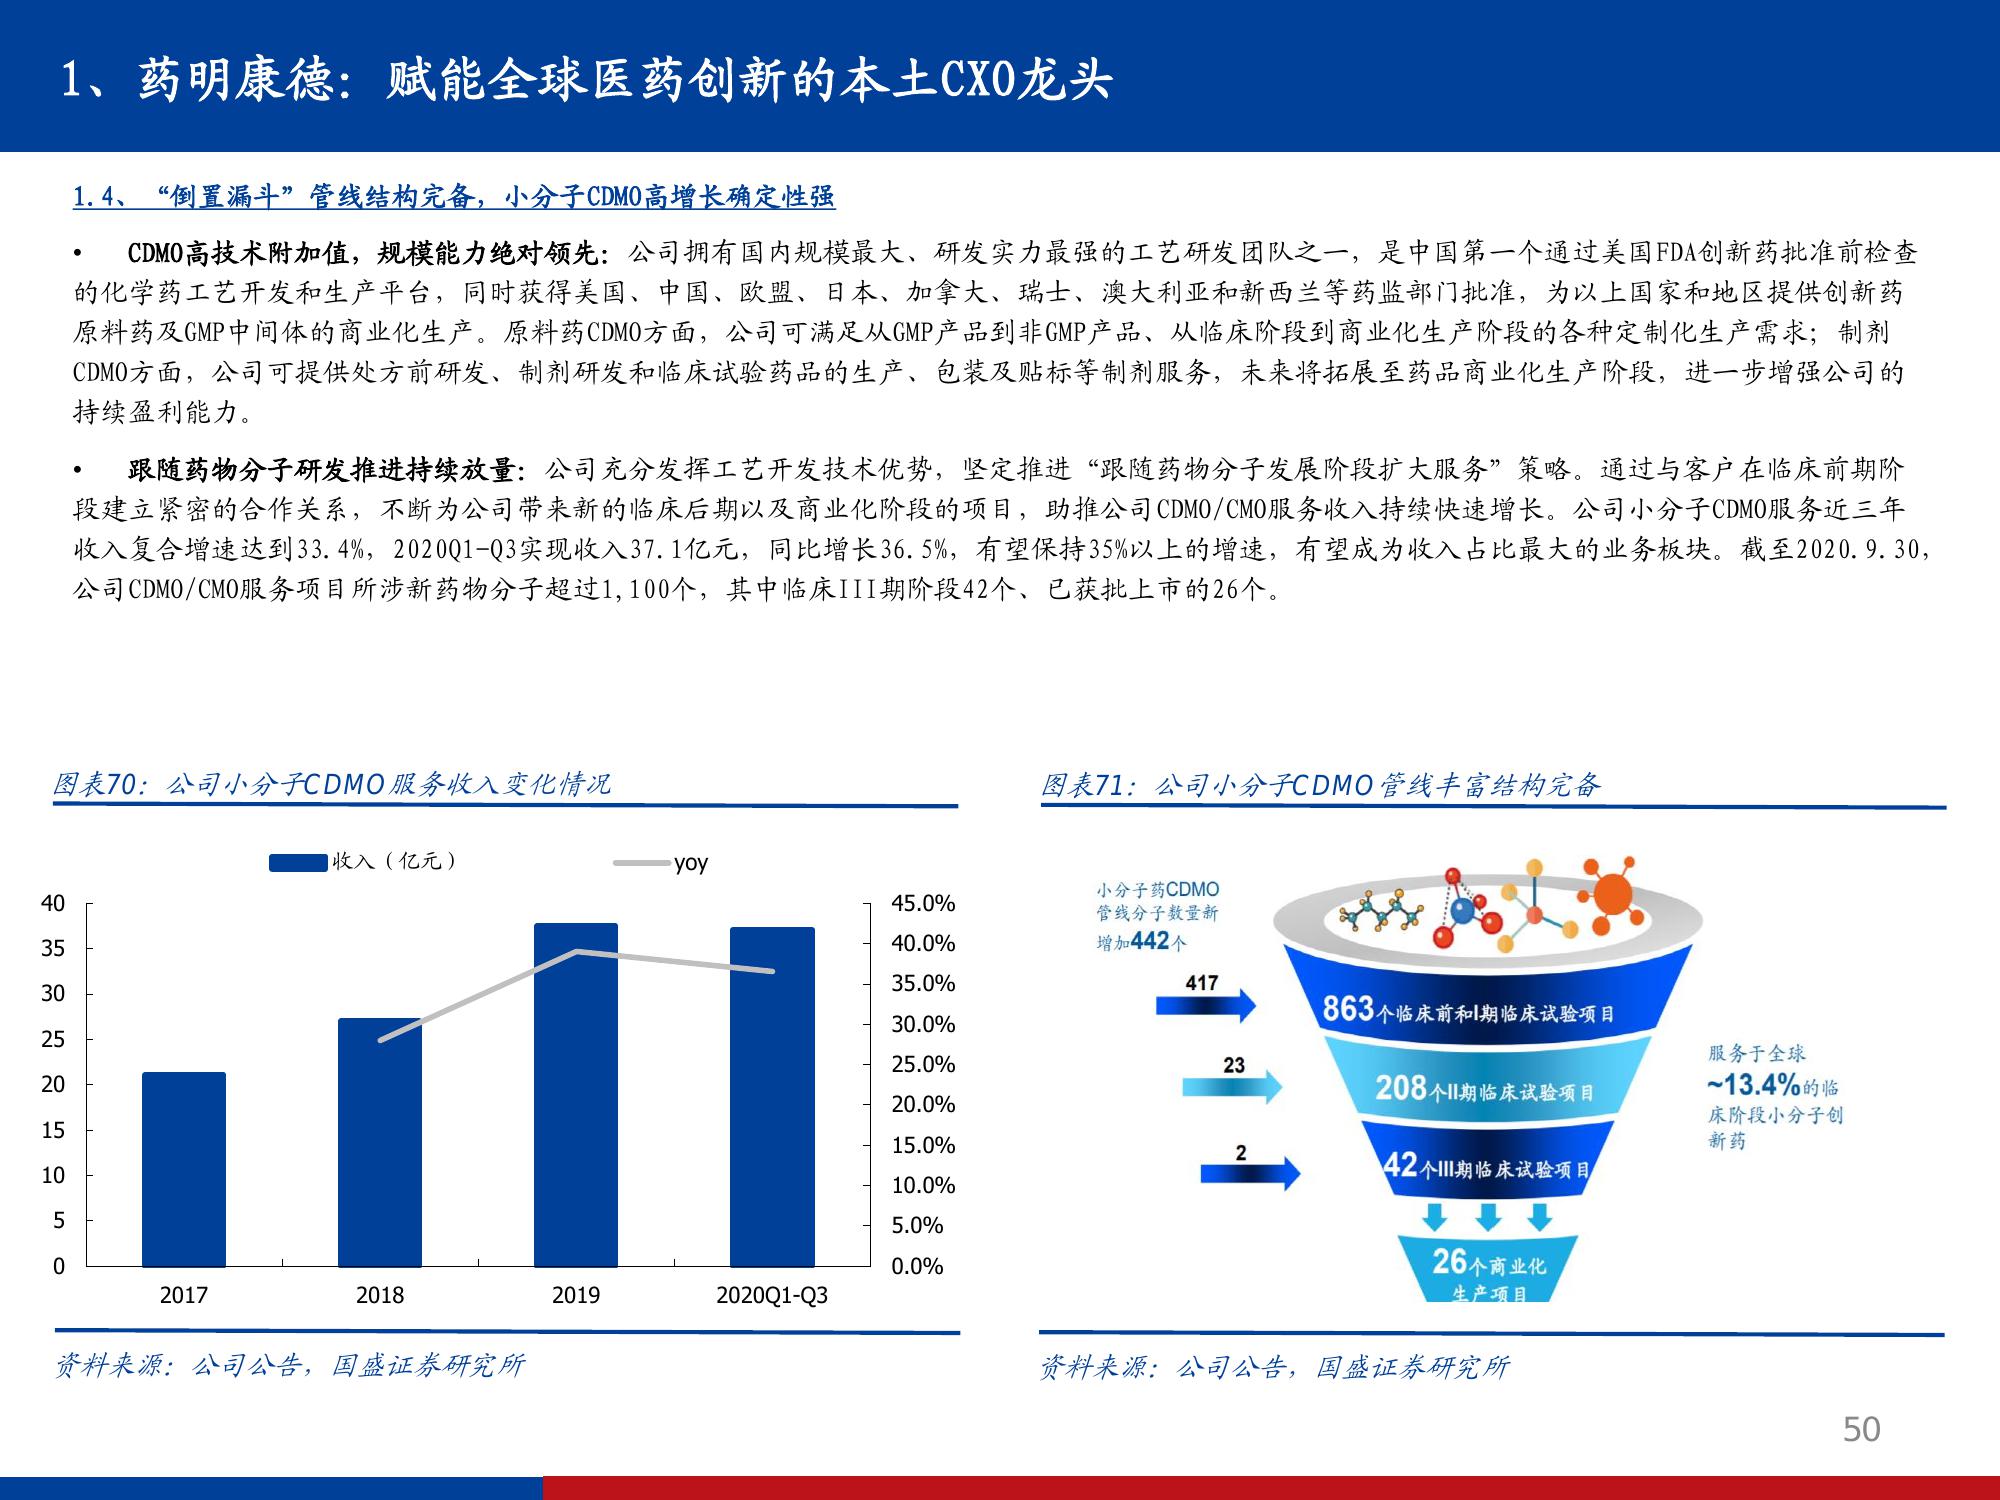 1、药明康德：赋能全球医药创新的本土CXO龙头
1.4、“倒置漏斗”管线结构完备，小分子CDMO高增长确定性强
• CDMO高技术附加值，规模能力绝对领先：公司拥有国内规模最大、研发实力最强的工艺研发团队之一，是中国第一个通过美国FDA创新药批准前检查
的化学药工艺开发和生产平台，同时获得美国、中国、欧盟、日本、加拿大、瑞士、澳大利亚和新西兰等药监部门批准，为以上国家和地区提供创新药
原料药及GMP中间体的商业化生产。原料药CDMO方面，公司可满足从GMP产品到非GMP产品、从临床阶段到商业化生产阶段的各种定制化生产需求；制剂
CDMO方面，公司可提供处方前研发、制剂研发和临床试验药品的生产、包装及贴标等制剂服务，未来将拓展至药品商业化生产阶段，进一步增强公司的
持续盈利能力。
• 跟随药物分子研发推进持续放量：公司充分发挥工艺开发技术优势，坚定推进“跟随药物分子发展阶段扩大服务”策略。通过与客户在临床前期阶
段建立紧密的合作关系，不断为公司带来新的临床后期以及商业化阶段的项目，助推公司CDMO/CMO服务收入持续快速增长。公司小分子CDMO服务近三年
收入复合增速达到33.4%，2020Q1-Q3实现收入37.1亿元，同比增长36.5%，有望保持35%以上的增速，有望成为收入占比最大的业务板块。截至2020.9.30，
公司CDMO/CMO服务项目所涉新药物分子超过1,100个，其中临床III期阶段42个、已获批上市的26个。
图表70：公司小分子CDMO服务收入变化情况
收入（亿元）
yoy
40
35
30
25
20
15
10
5
0
45.0%
40.0%
35.0%
30.0%
25.0%
20.0%
15.0%
10.0%
5.0%
0.0%
2017
2018
2019
2020Q1-Q3
资料来源：公司公告，国盛证券研究所
图表71：公司小分子CDMO管线丰富结构完备
小分子药CDMO
管线分子数量新
增加442个
417
863个临床前和I期临床试验项目
23
208个II期临床试验项目
2
42个III期临床试验项目
26个商业化
生产项目
服务于全球
~13.4%的临
床阶段小分子创
新药
资料来源：公司公告，国盛证券研究所
50